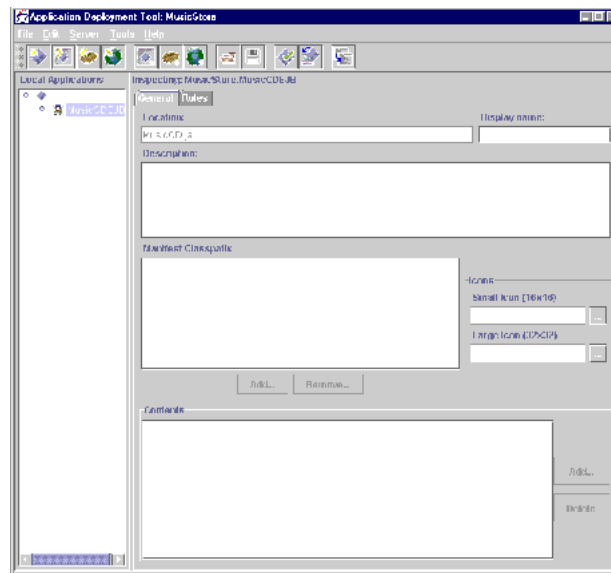 Application Deployment Tool: MusicStore
File Edit Server Tools Help
Local Applications
Inspecting: MusicStore.MusicCDEJB
MusicCDEJB
General Roles
Location:
Display name:
Description:
Manifest Classpath:
Icons
Small Icon (16x16)
...
Large Icon (32x32)
...
Add... Remove...
Contents
Add...
Delete